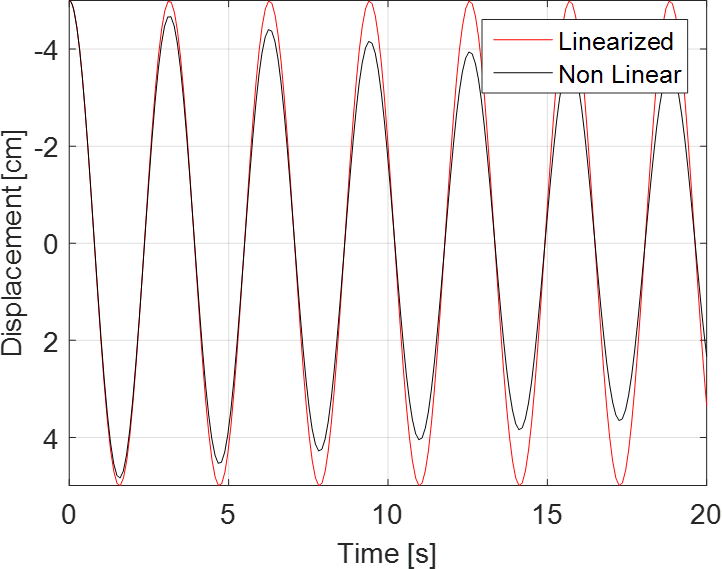 Linearized
Non Linear
-4
-2
0
2
4
Displacement [cm]
0 5 10 15 20
Time [s]